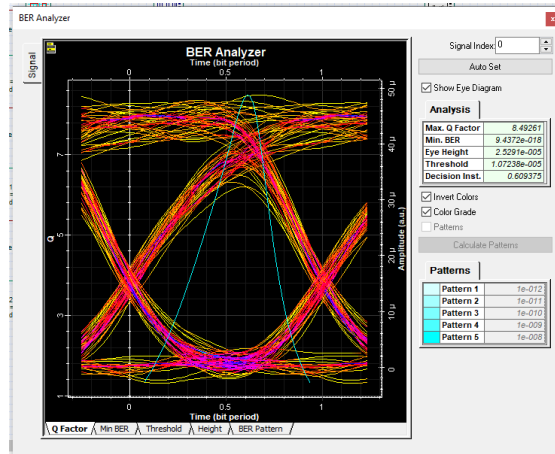 BER Analyzer
Signal
BER Analyzer
Time (bit period)
0 0.5 1
Q
1 3 5 7
Amplitude (a.u.)
0 10 μ 20 μ 30 μ 40 μ 50 μ
0 0.5 1
Time (bit period)
Q Factor Min BER Threshold Height BER Pattern
Signal Index: 0
Auto Set
Show Eye Diagram
Analysis
Max. Q Factor 8.49261
Min. BER 9.4372e-018
Eye Height 2.5291e-005
Threshold 1.07238e-005
Decision Inst. 0.609375
Invert Colors
Color Grade
Patterns
Calculate Patterns
Patterns
Pattern 1 1e-012
Pattern 2 1e-011
Pattern 3 1e-010
Pattern 4 1e-009
Pattern 5 1e-008